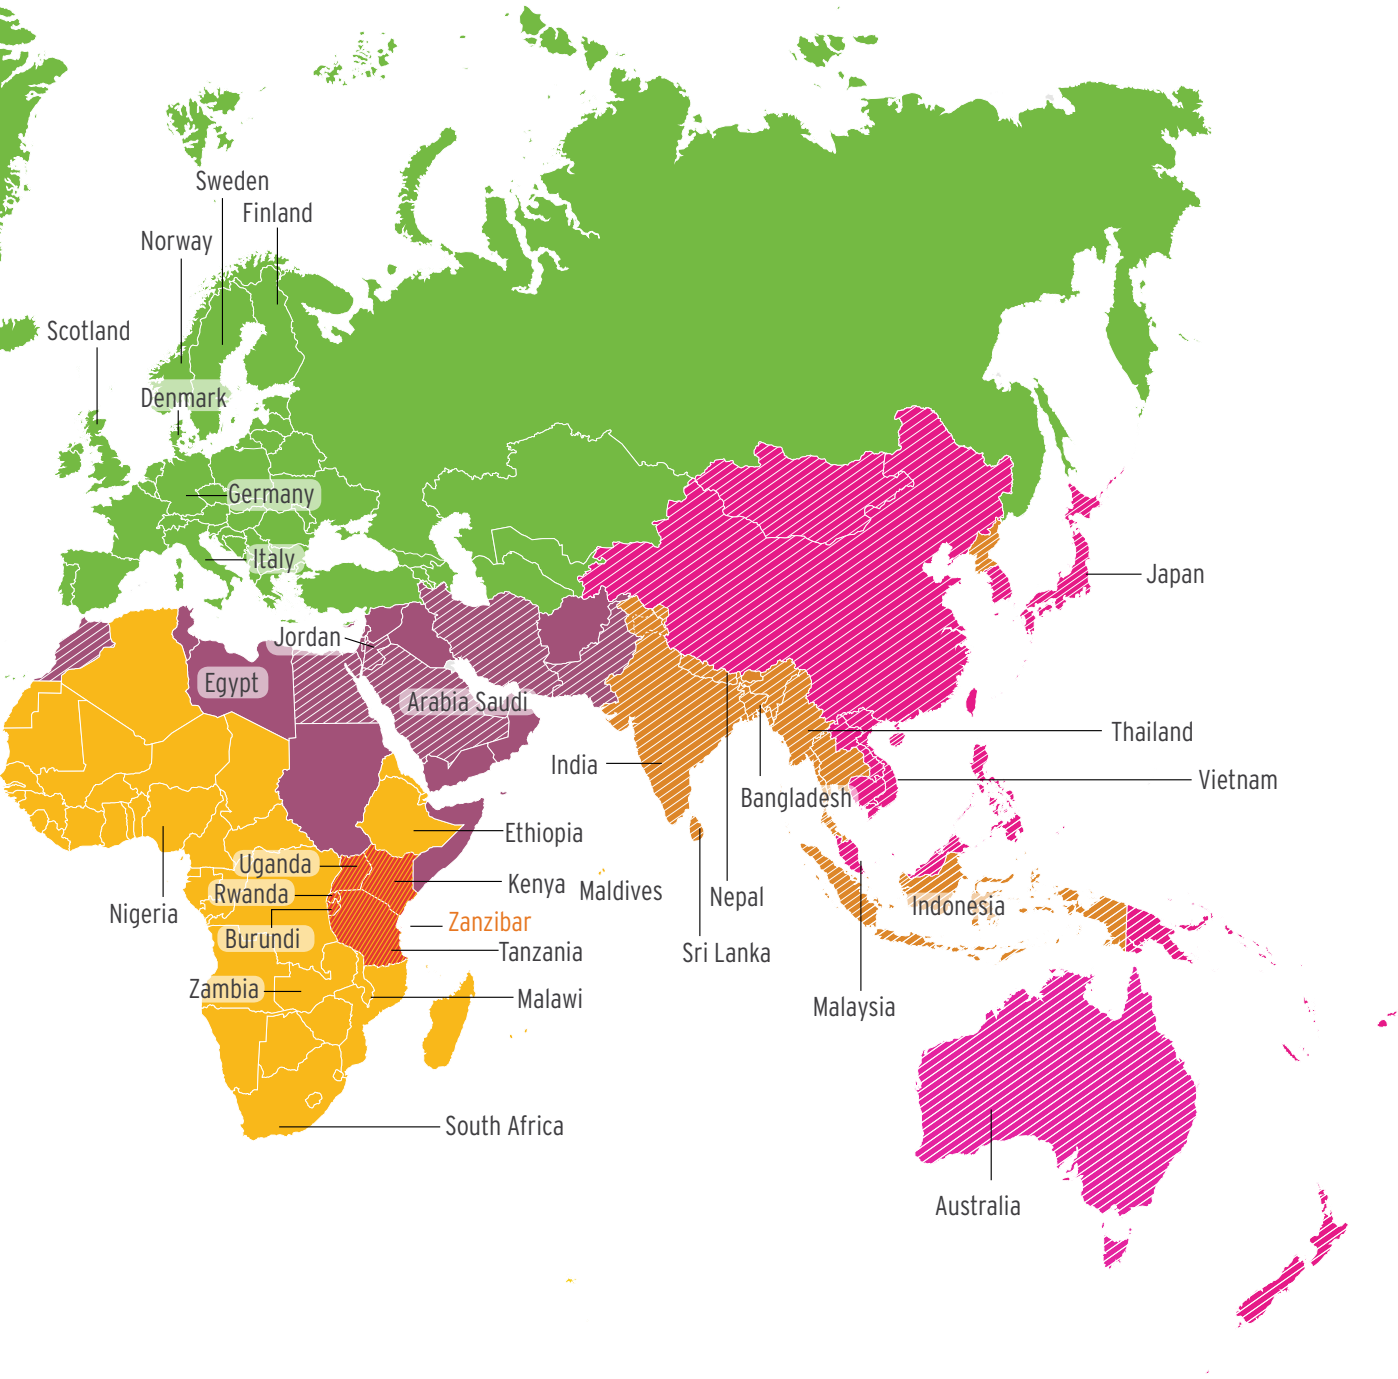 Sweden
Finland
Norway
Scotland
Denmark
Germany
Italy
Japan
Jordan
Egypt
Arabia Saudi
Thailand
India
Vietnam
Bangladesh
Ethiopia
Uganda
Kenya
Maldives
Rwanda
Nepal
Indonesia
Nigeria
Zanzibar
Burundi
Tanzania
Sri Lanka
Zambia
Malawi
Malaysia
South Africa
Australia